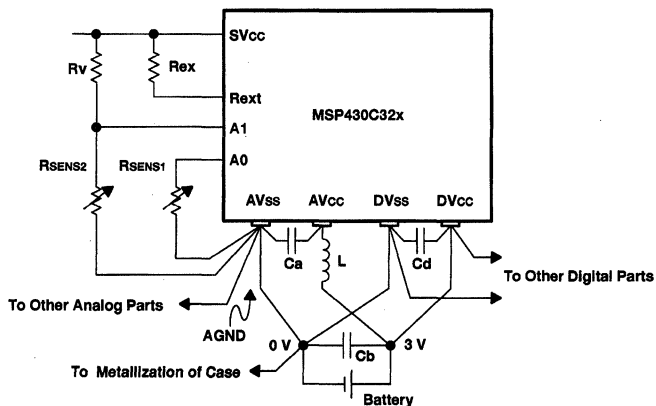 SVcc
Rv
Rex
Rext
MSP430C32x
A1
RSENS2
RSENS1
A0
AVss
AVcc
DVss
DVcc
Ca
L
Cd
To Other Digital Parts
To Other Analog Parts
AGND
0 V
Cb
3 V
To Metallization of Case
Battery